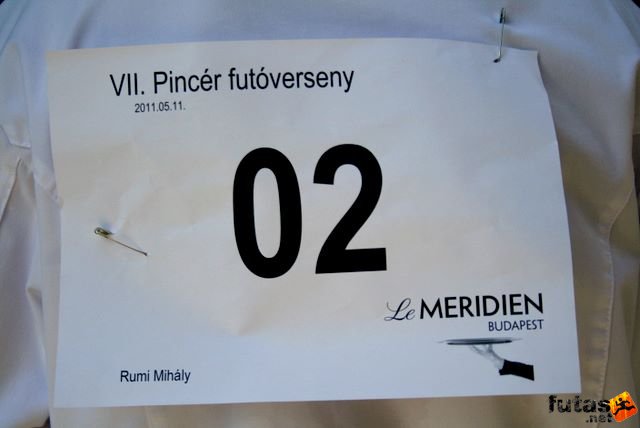 VII. Pincér futóverseny
2011.05.11.
02
Le MERIDIEN
BUDAPEST
Rumi Mihály
futas
.net